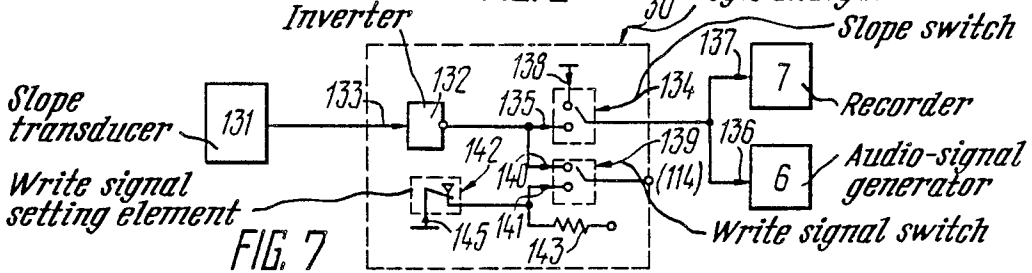 Inverter
30
Slope switch
138
134
137
7
Recorder
Slope transducer
131
133
132
135
136
6
Audio-signal generator
142
140
139
(114)
Write signal setting element
145
141
143
Write signal switch
FIG. 7